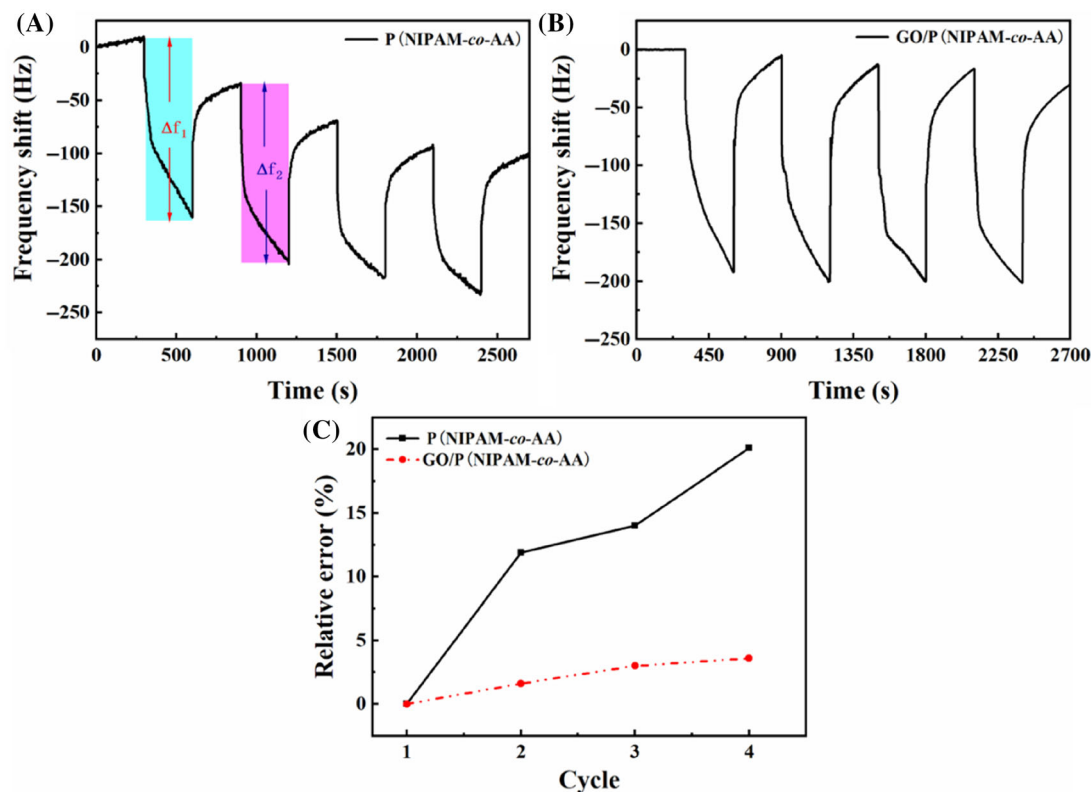 (A)
P(NIPAM-co-AA)
Δf1
Δf2
Frequency shift (Hz)
0
−50
−100
−150
−200
−250
0 500 1000 1500 2000 2500
Time (s)
(B)
GO/P(NIPAM-co-AA)
Frequency shift (Hz)
0
−50
−100
−150
−200
−250
0 450 900 1350 1800 2250 2700
Time (s)
(C)
P(NIPAM-co-AA)
GO/P(NIPAM-co-AA)
Relative error (%)
20
15
10
5
0
1 2 3 4
Cycle